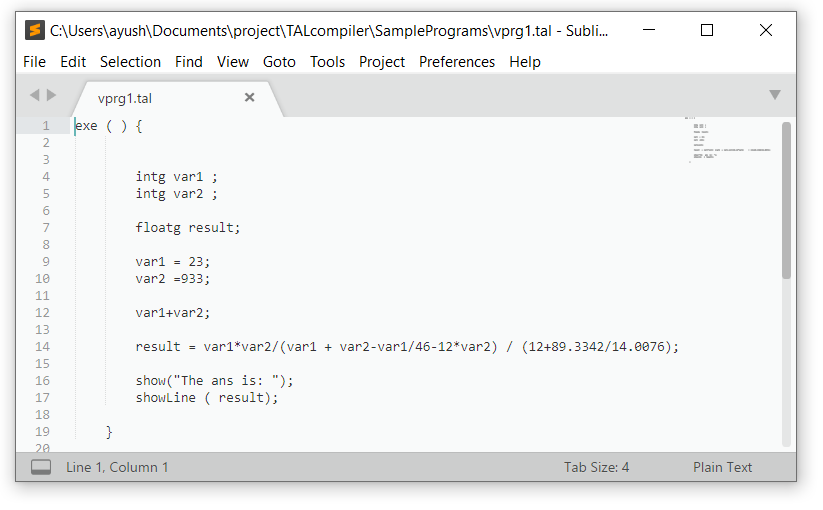 C:\Users\ayush\Documents\project\TALcompiler\SamplePrograms\vprg1.tal - Subli...
File Edit Selection Find View Goto Tools Project Preferences Help
vprg1.tal
1 exe ( ) {
2
3
4 intg var1 ;
5 intg var2 ;
6
7 floatg result;
8
9 var1 = 23;
10 var2 =933;
11
12 var1+var2;
13
14 result = var1*var2/(var1 + var2-var1/46-12*var2) / (12+89.3342/14.0076);
15
16 show("The ans is: ");
17 showLine ( result);
18
19 }
20
Line 1, Column 1 Tab Size: 4 Plain Text